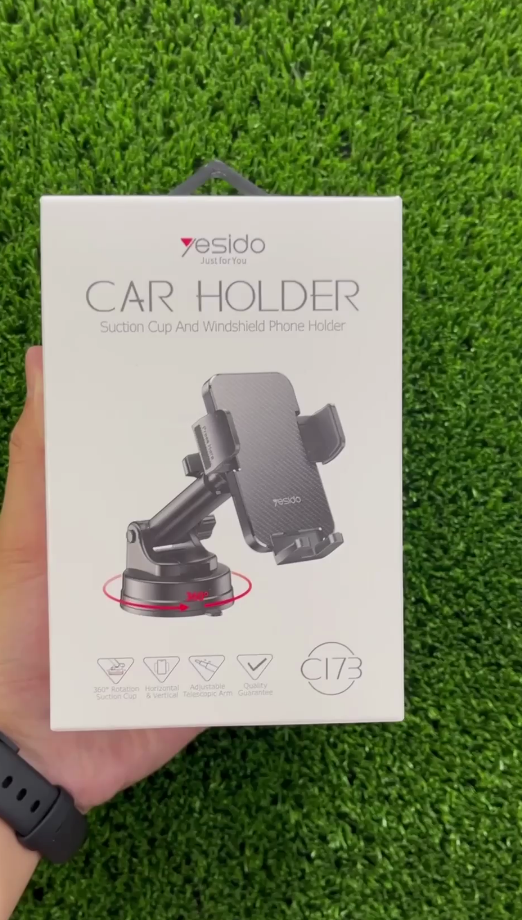 yesido
Just for You
CAR HOLDER
Suction Cup And Windshield Phone Holder
yesido
360° Rotation
Suction Cup
Horizontal
& Vertical
Adjustable
Telescopic Arm
Quality
Guarantee
C173